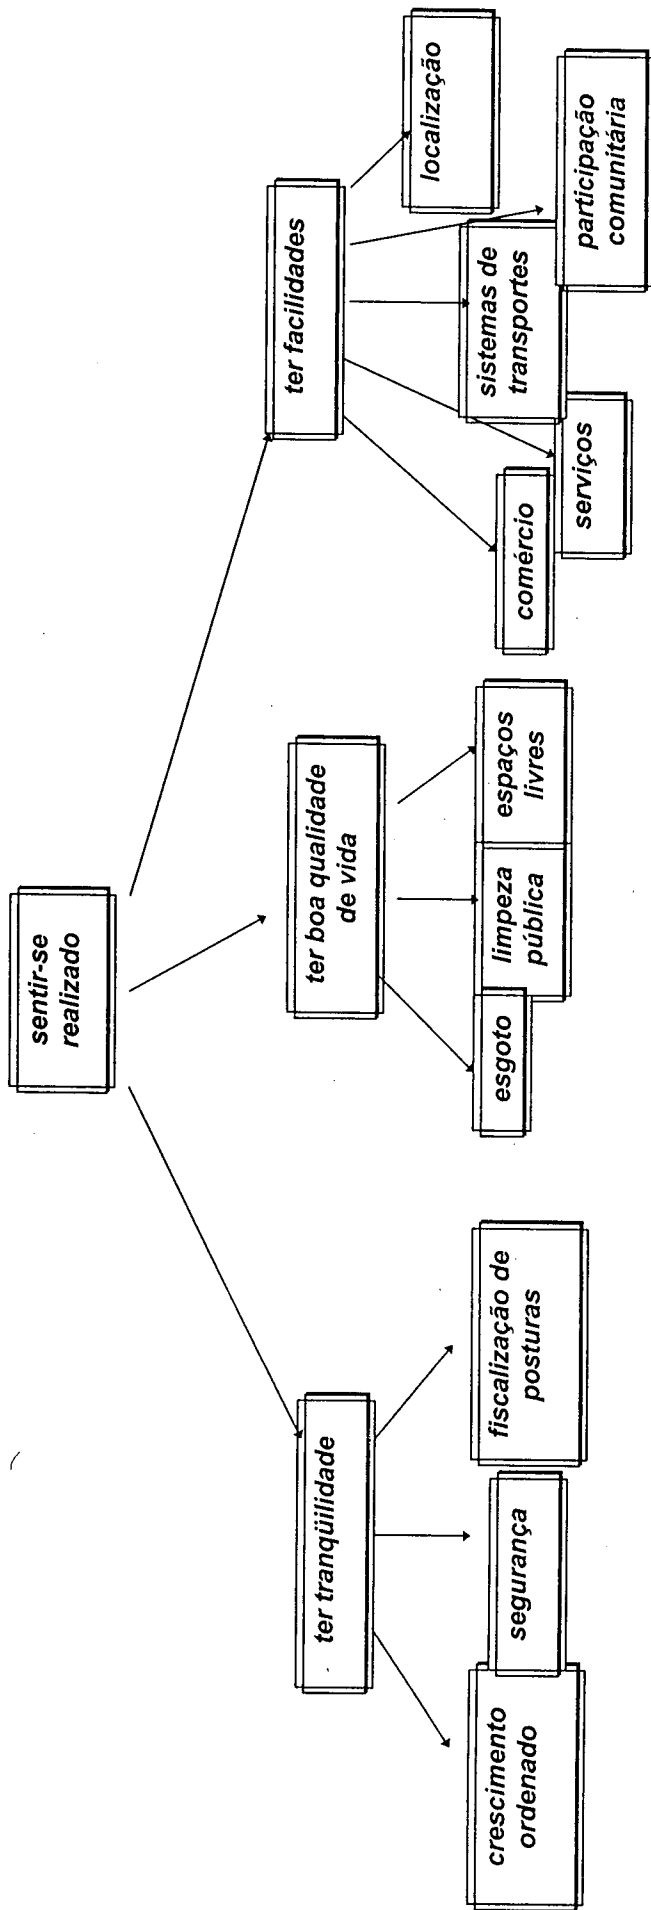 sentir-se
realizado
ter tranqüilidade
ter boa qualidade
de vida
ter facilidades
crescimento
ordenado
segurança
fiscalização de
posturas
esgoto
limpeza
pública
espaços
livres
comércio
serviços
sistemas de
transportes
participação
comunitária
localização